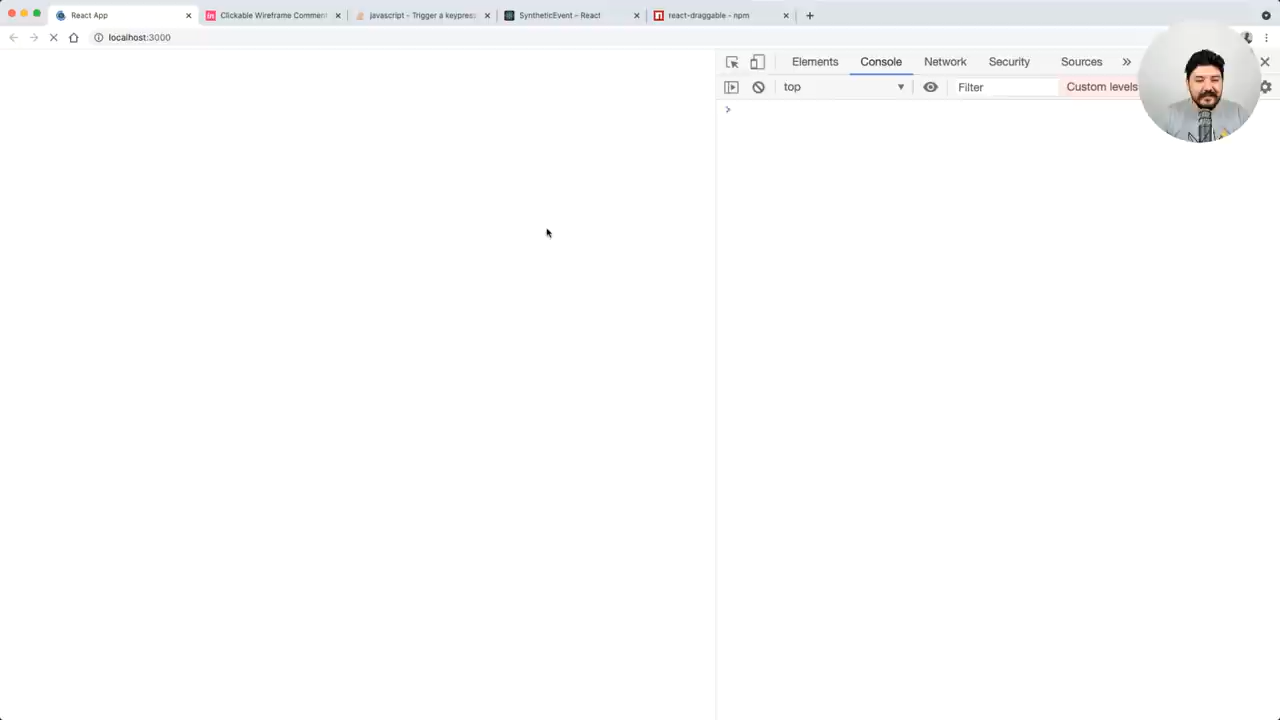 React App
Clickable Wireframe Comment
javascript - Trigger a keypress
SyntheticEvent – React
react-draggable - npm
localhost:3000
Elements
Console
Network
Security
Sources
»
top
Filter
Custom levels